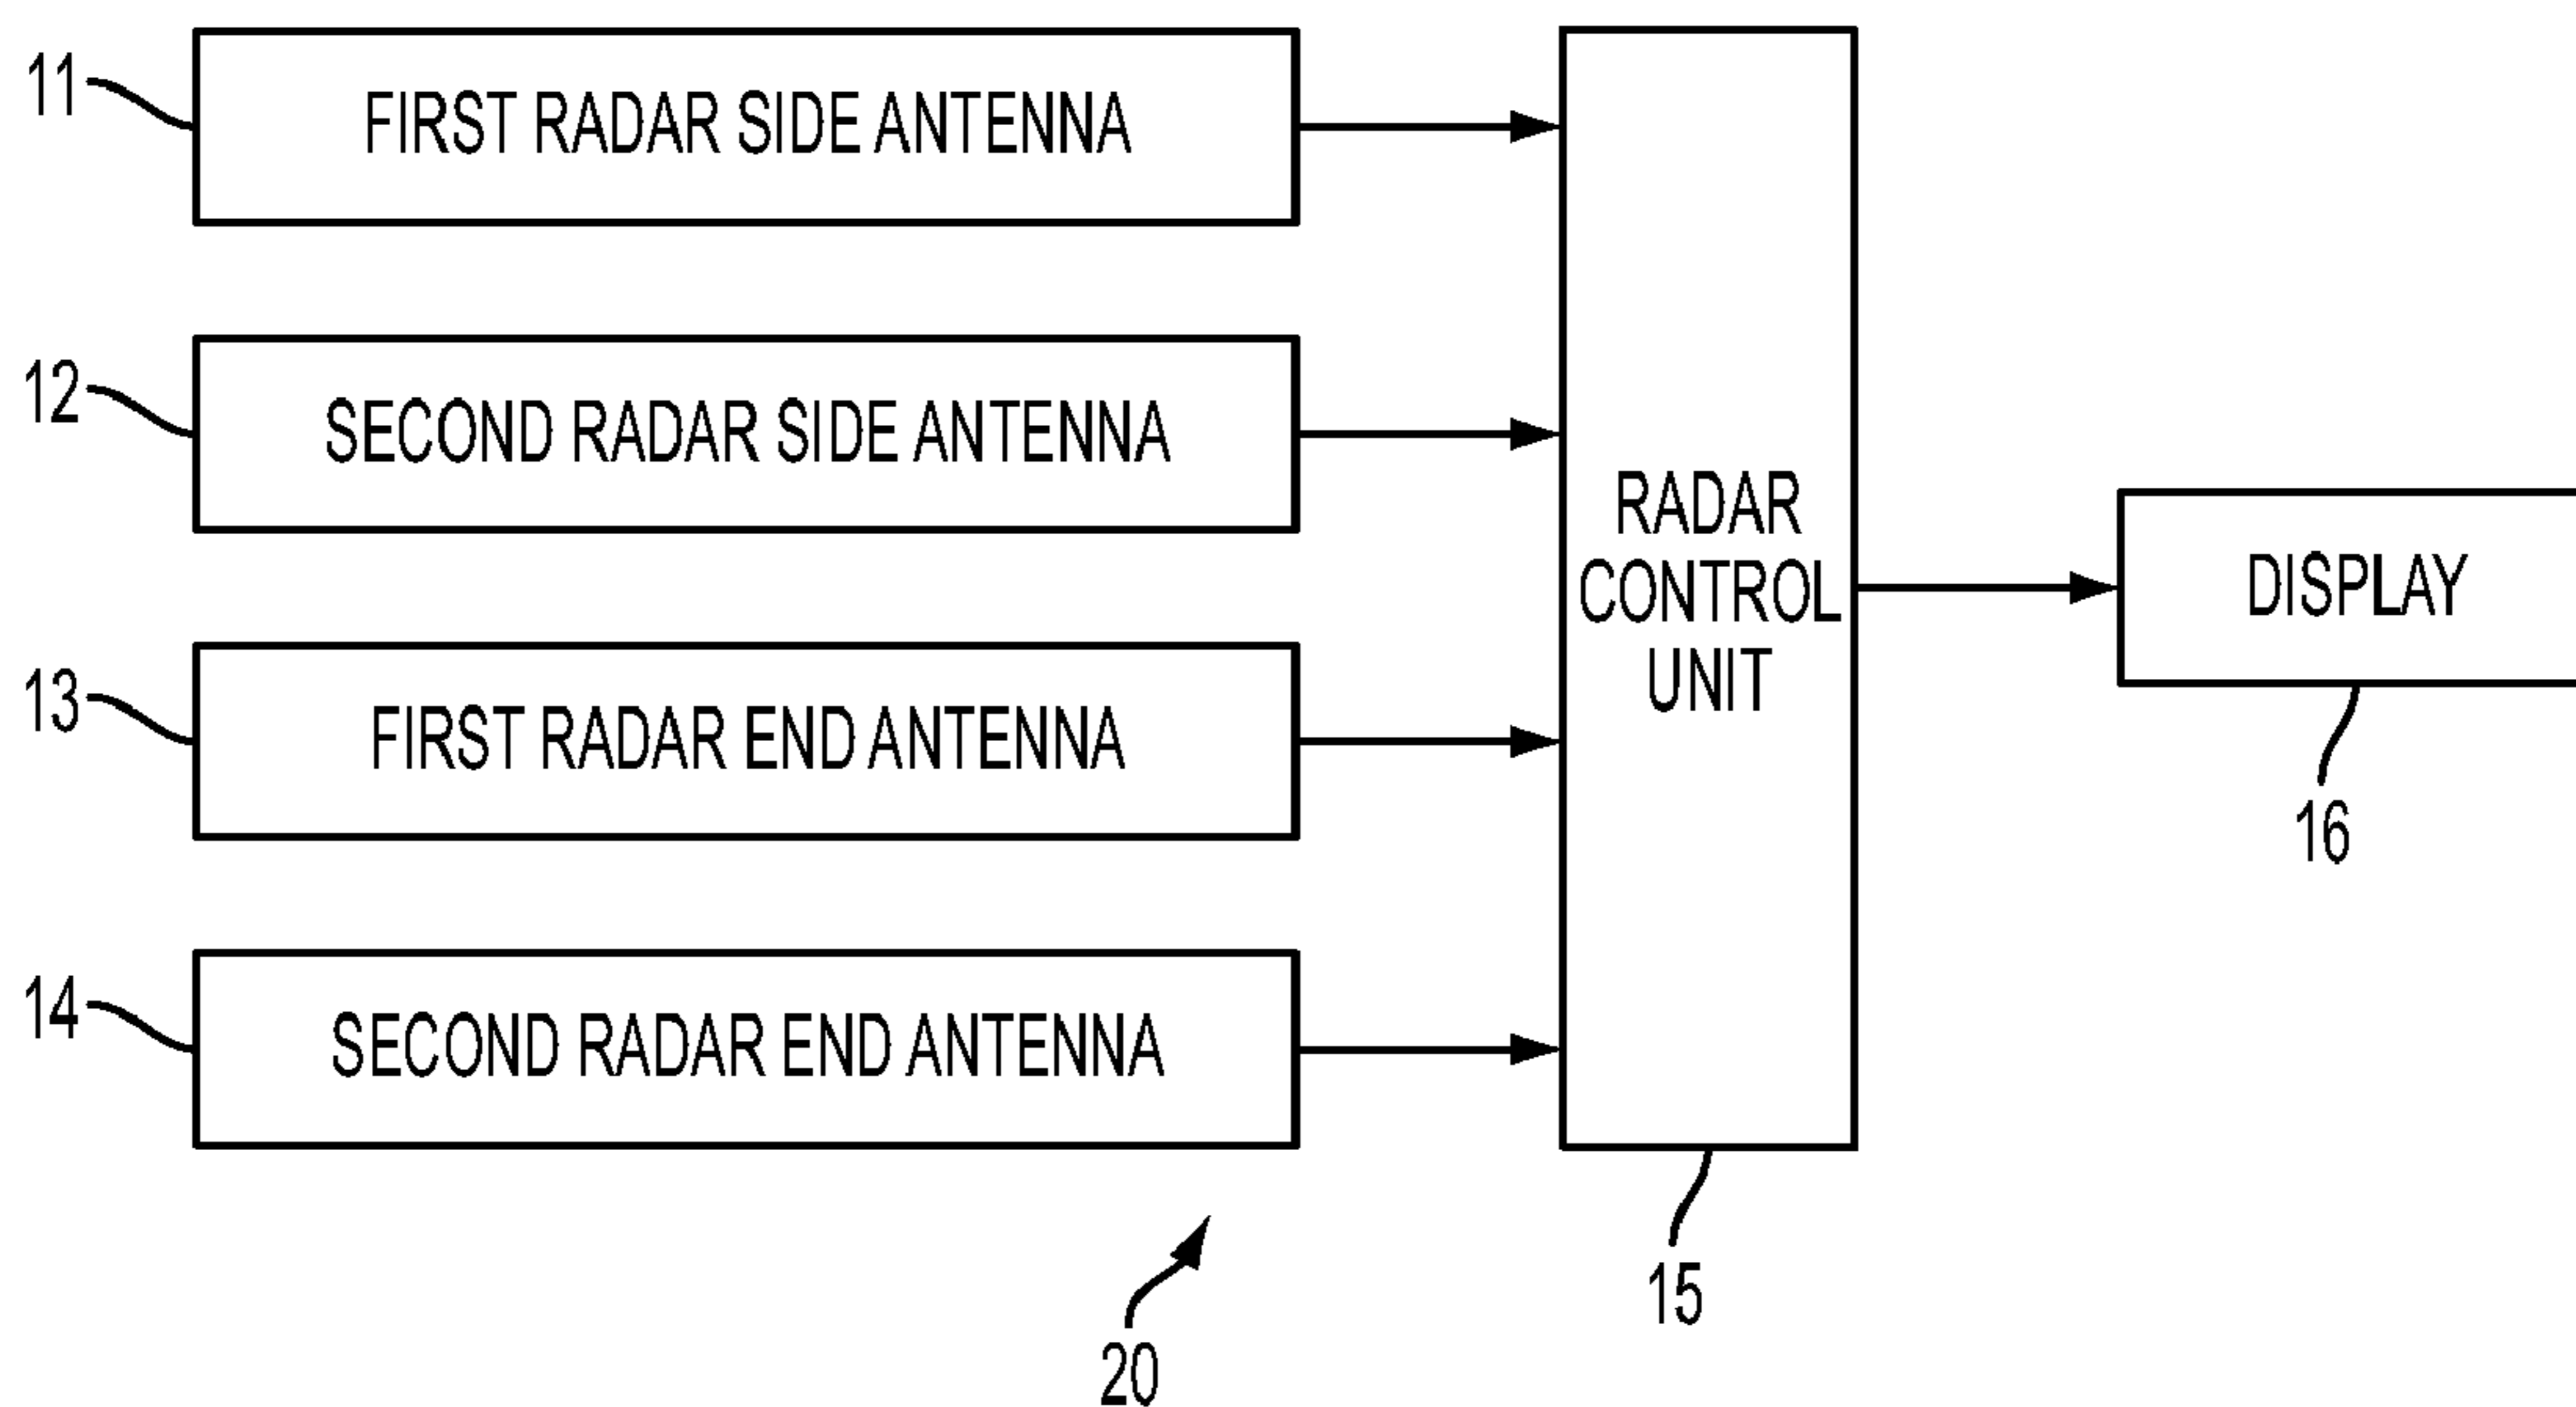 11
FIRST RADAR SIDE ANTENNA
12
SECOND RADAR SIDE ANTENNA
13
FIRST RADAR END ANTENNA
14
SECOND RADAR END ANTENNA
RADAR
CONTROL
UNIT
DISPLAY
16
15
20